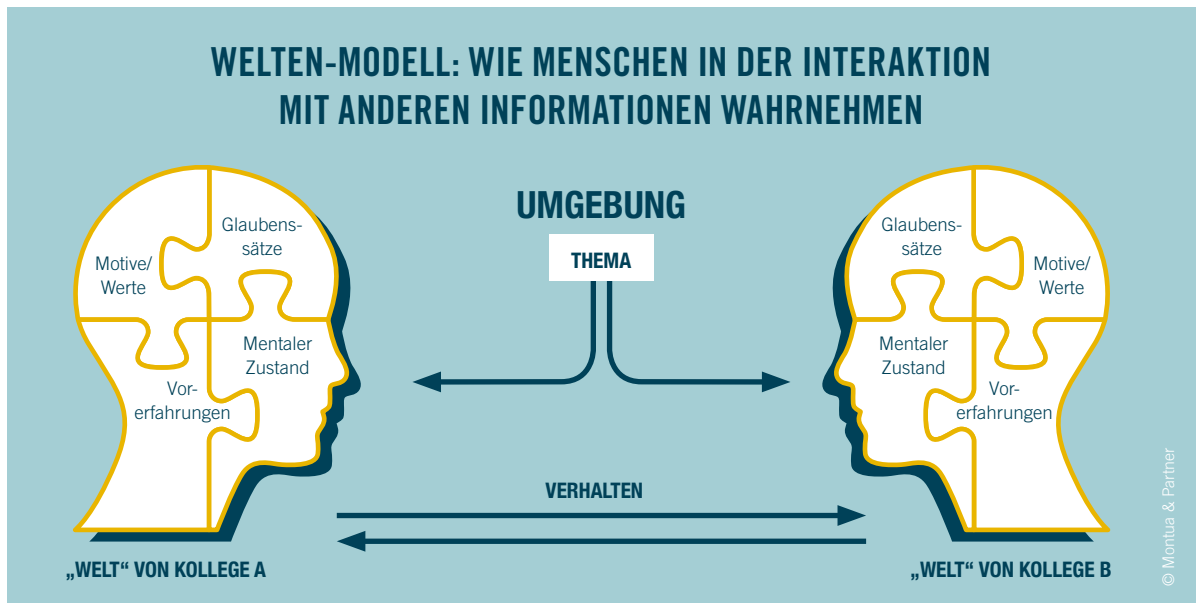 WELTEN-MODELL: WIE MENSCHEN IN DER INTERAKTION
MIT ANDEREN INFORMATIONEN WAHRNEHMEN
UMGEBUNG
THEMA
Glaubens-
sätze
Motive/
Werte
Mentaler
Zustand
Vor-
erfahrungen
Glaubens-
sätze
Motive/
Werte
Mentaler
Zustand
Vor-
erfahrungen
VERHALTEN
„WELT“ VON KOLLEGE A
„WELT“ VON KOLLEGE B
© Montua & Partner